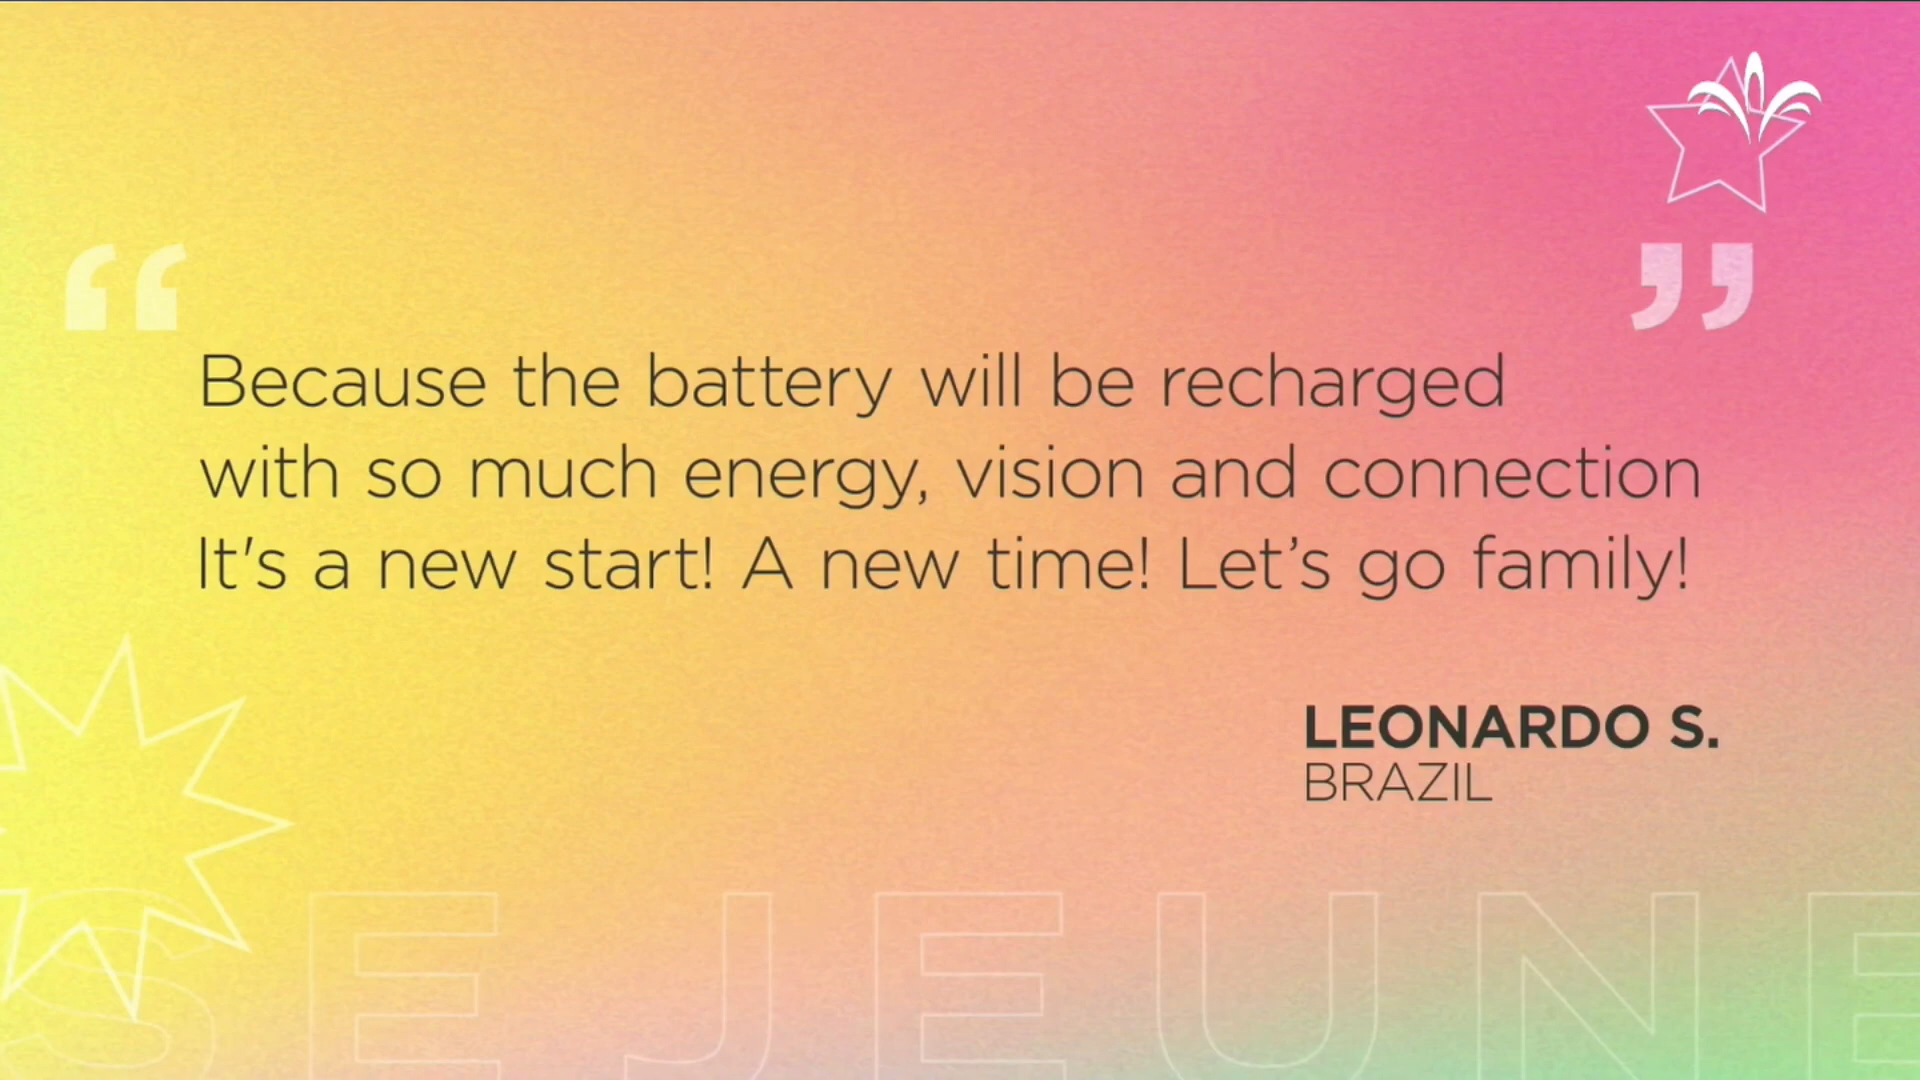 “ ”
Because the battery will be recharged
with so much energy, vision and connection
It's a new start! A new time! Let’s go family!
LEONARDO S.
BRAZIL
SEJEUNE